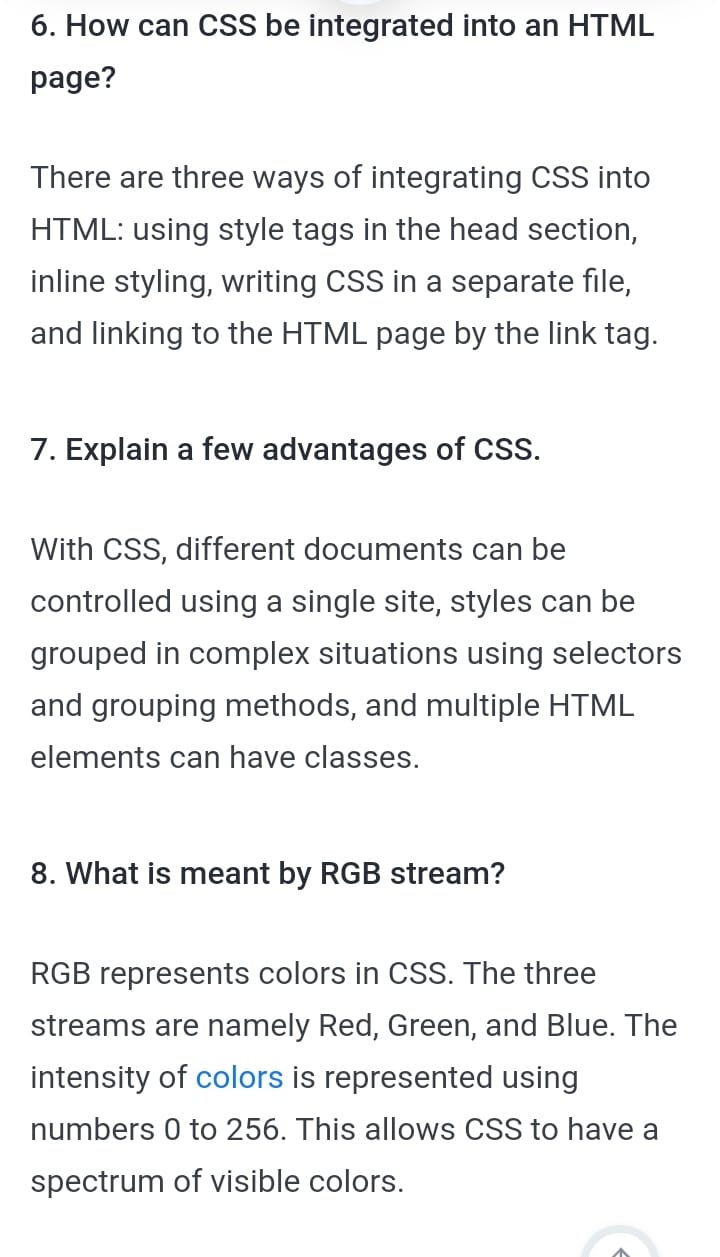 6. How can CSS be integrated into an HTML
page?
There are three ways of integrating CSS into
HTML: using style tags in the head section,
inline styling, writing CSS in a separate file,
and linking to the HTML page by the link tag.
7. Explain a few advantages of CSS.
With CSS, different documents can be
controlled using a single site, styles can be
grouped in complex situations using selectors
and grouping methods, and multiple HTML
elements can have classes.
8. What is meant by RGB stream?
RGB represents colors in CSS. The three
streams are namely Red, Green, and Blue. The
intensity of colors is represented using
numbers 0 to 256. This allows CSS to have a
spectrum of visible colors.